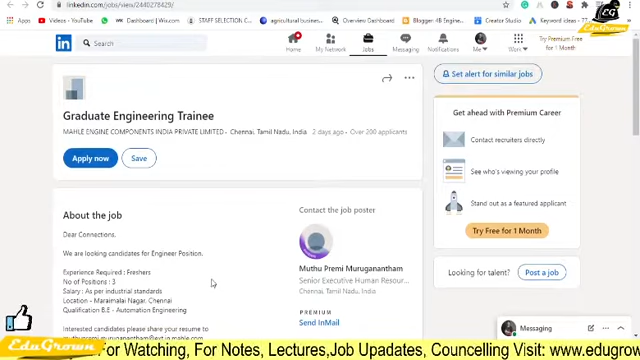 linkedin.com/jobs/view/2440278429/
Apps
Videos - YouTube
Dashboard | Wix.com
STAFF SELECTION C...
agricultural business...
Overview Dashboard
Blogger: 4B Engineer...
Creator Studio
Advertising
Keyword ideas - 77...
in
Search
Home
My Network
Jobs
Messaging
Notifications
Me
Work
Try Premium Free
for 1 Month
CG
EduGrown
Set alert for similar jobs
Graduate Engineering Trainee
MAHLE ENGINE COMPONENTS INDIA PRIVATE LIMITED • Chennai, Tamil Nadu, India 2 days ago • Over 200 applicants
Apply now
Save
Get ahead with Premium Career
Contact recruiters directly
See who's viewing your profile
Stand out as a featured applicant
Try Free for 1 Month
About the job
Dear Connections,
We are looking candidates for Engineer Position.
Experience Required : Freshers
No of Positions : 3
Salary : As per industrial standards
Location - Maraimalai Nagar, Chennai
Qualification B.E - Automation Engineering
Interested candidates please share your resume to
Contact the job poster
Muthu Premi Muruganantham
Senior Executive Human Resour...
Chennai, Tamil Nadu, India
PREMIUM
Send InMail
Looking for talent?
Post a job
Messaging
EduGrown
For Watching, For Notes, Lectures,Job Upadates, Councelling Visit: www.edugrow